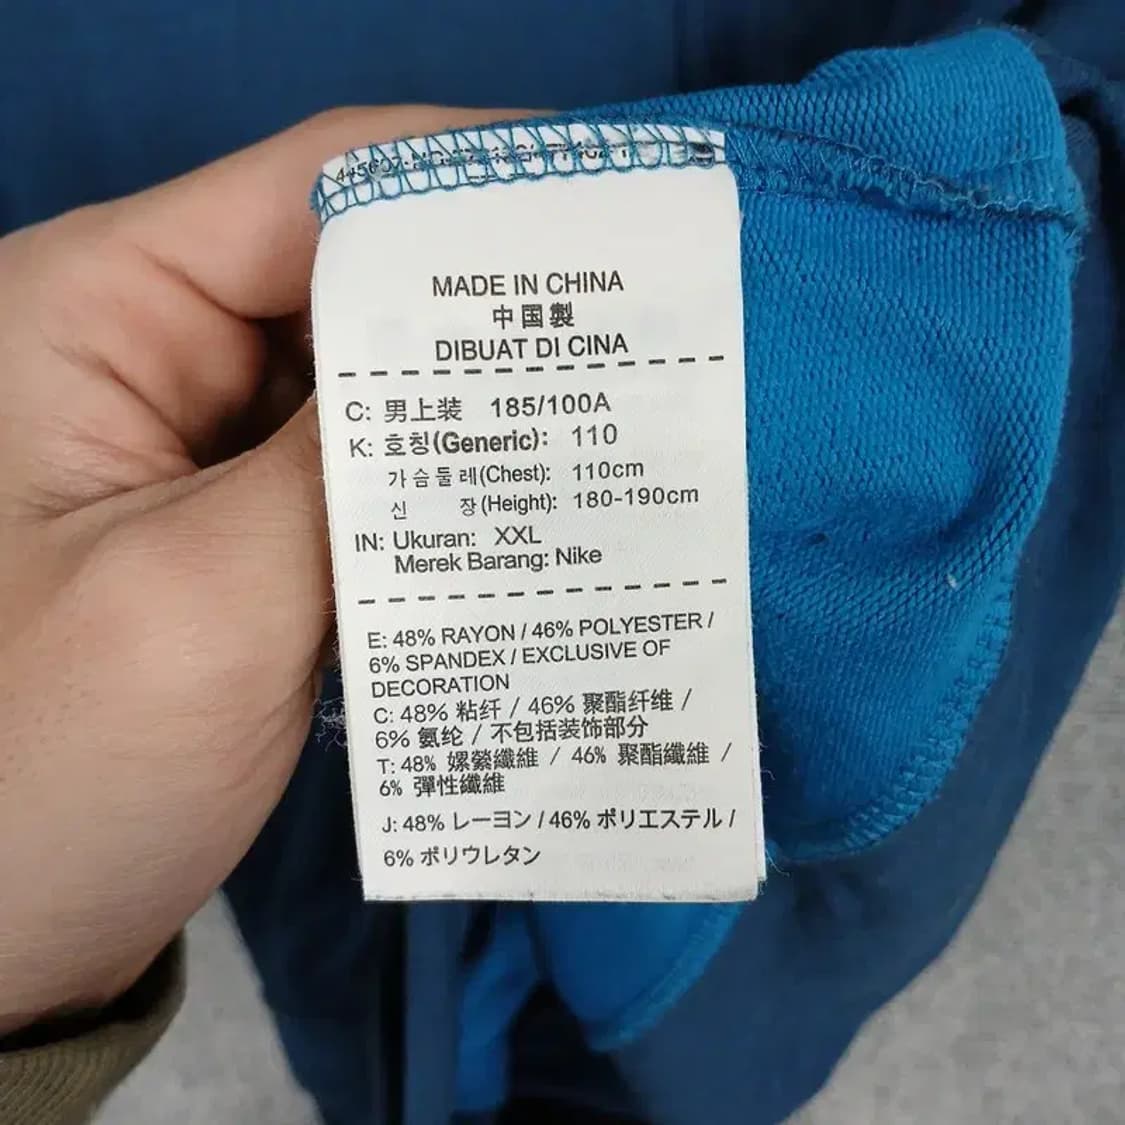 MADE IN CHINA
中国製
DIBUAT DI CINA
C: 男上装 185/100A
K: 호칭(Generic): 110
가슴둘레(Chest): 110cm
신 장(Height): 180-190cm
IN: Ukuran: XXL
Merek Barang: Nike
E: 48% RAYON / 46% POLYESTER /
6% SPANDEX / EXCLUSIVE OF
DECORATION
C: 48% 粘纤 / 46% 聚酯纤维 /
6% 氨纶 / 不包括装饰部分
T: 48% 嫘縈纖維 / 46% 聚酯纖維 /
6% 彈性纖維
J: 48% レーヨン / 46% ポリエステル /
6% ポリウレタン